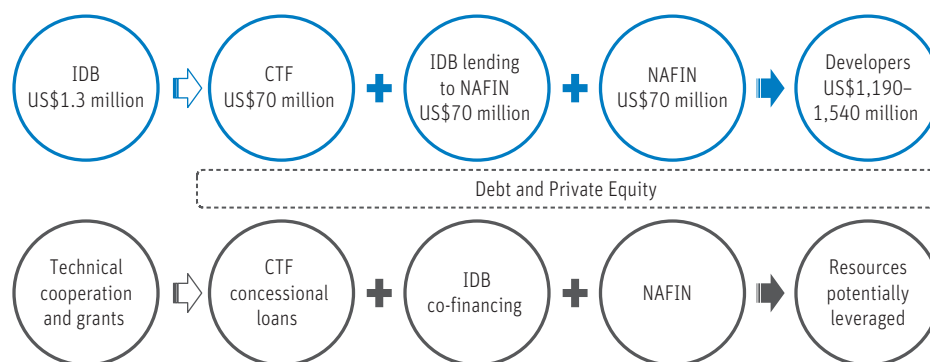 IDB
US$1.3 million
CTF
US$70 million
IDB lending
to NAFIN
US$70 million
NAFIN
US$70 million
Developers
US$1,190–
1,540 million
Debt and Private Equity
Technical
cooperation
and grants
CTF
concessional
loans
IDB
co-financing
NAFIN
Resources
potentially
leveraged